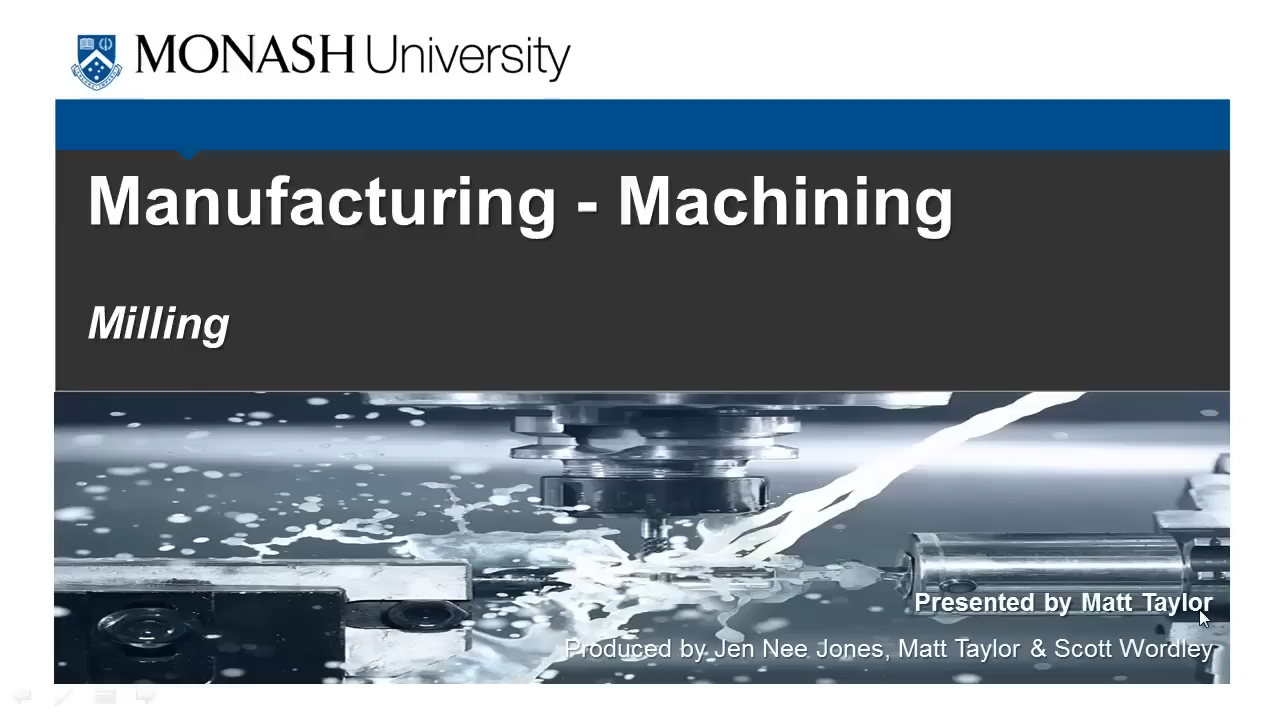 MONASH University
Manufacturing - Machining
Milling
Presented by Matt Taylor
Produced by Jen Nee Jones, Matt Taylor & Scott Wordley